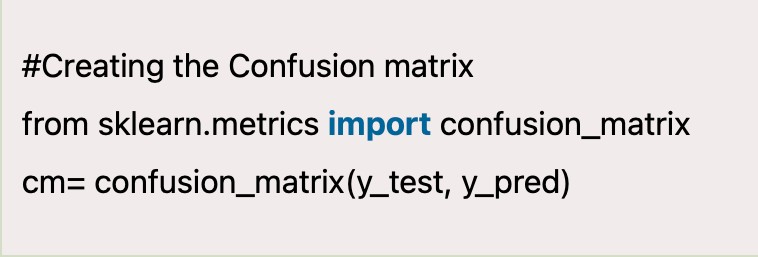 #Creating the Confusion matrix
from sklearn.metrics import confusion_matrix
cm= confusion_matrix(y_test, y_pred)